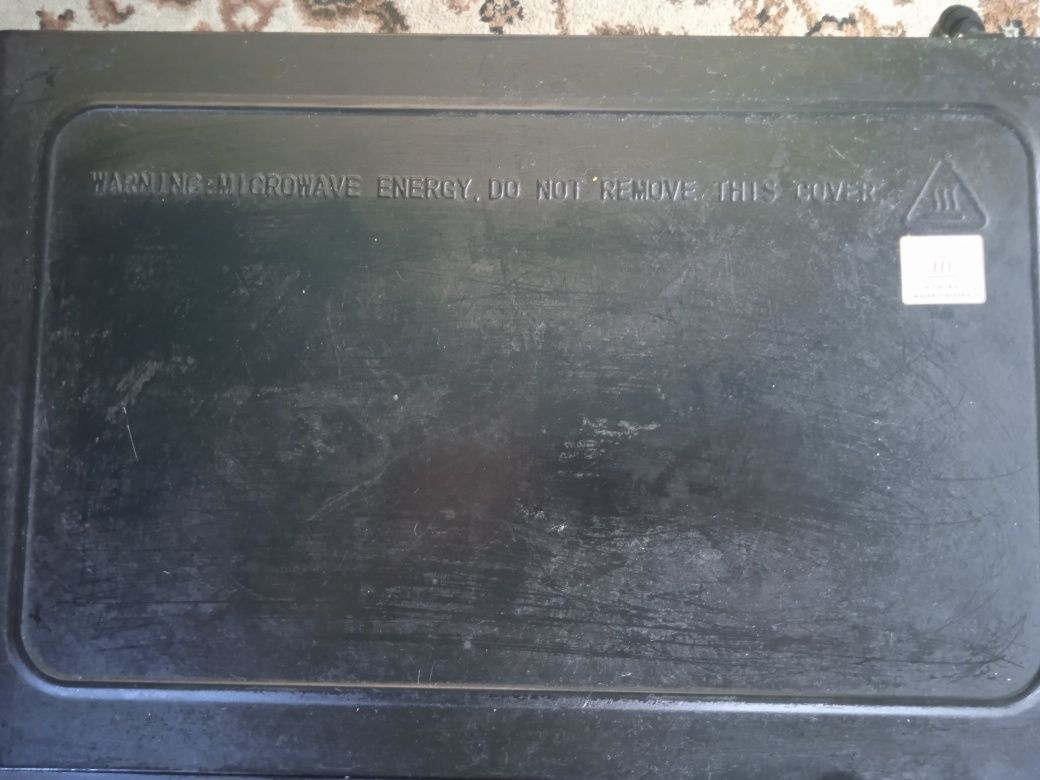 WARNING:MICROWAVE ENERGY.DO NOT REMOVE THIS COVER.